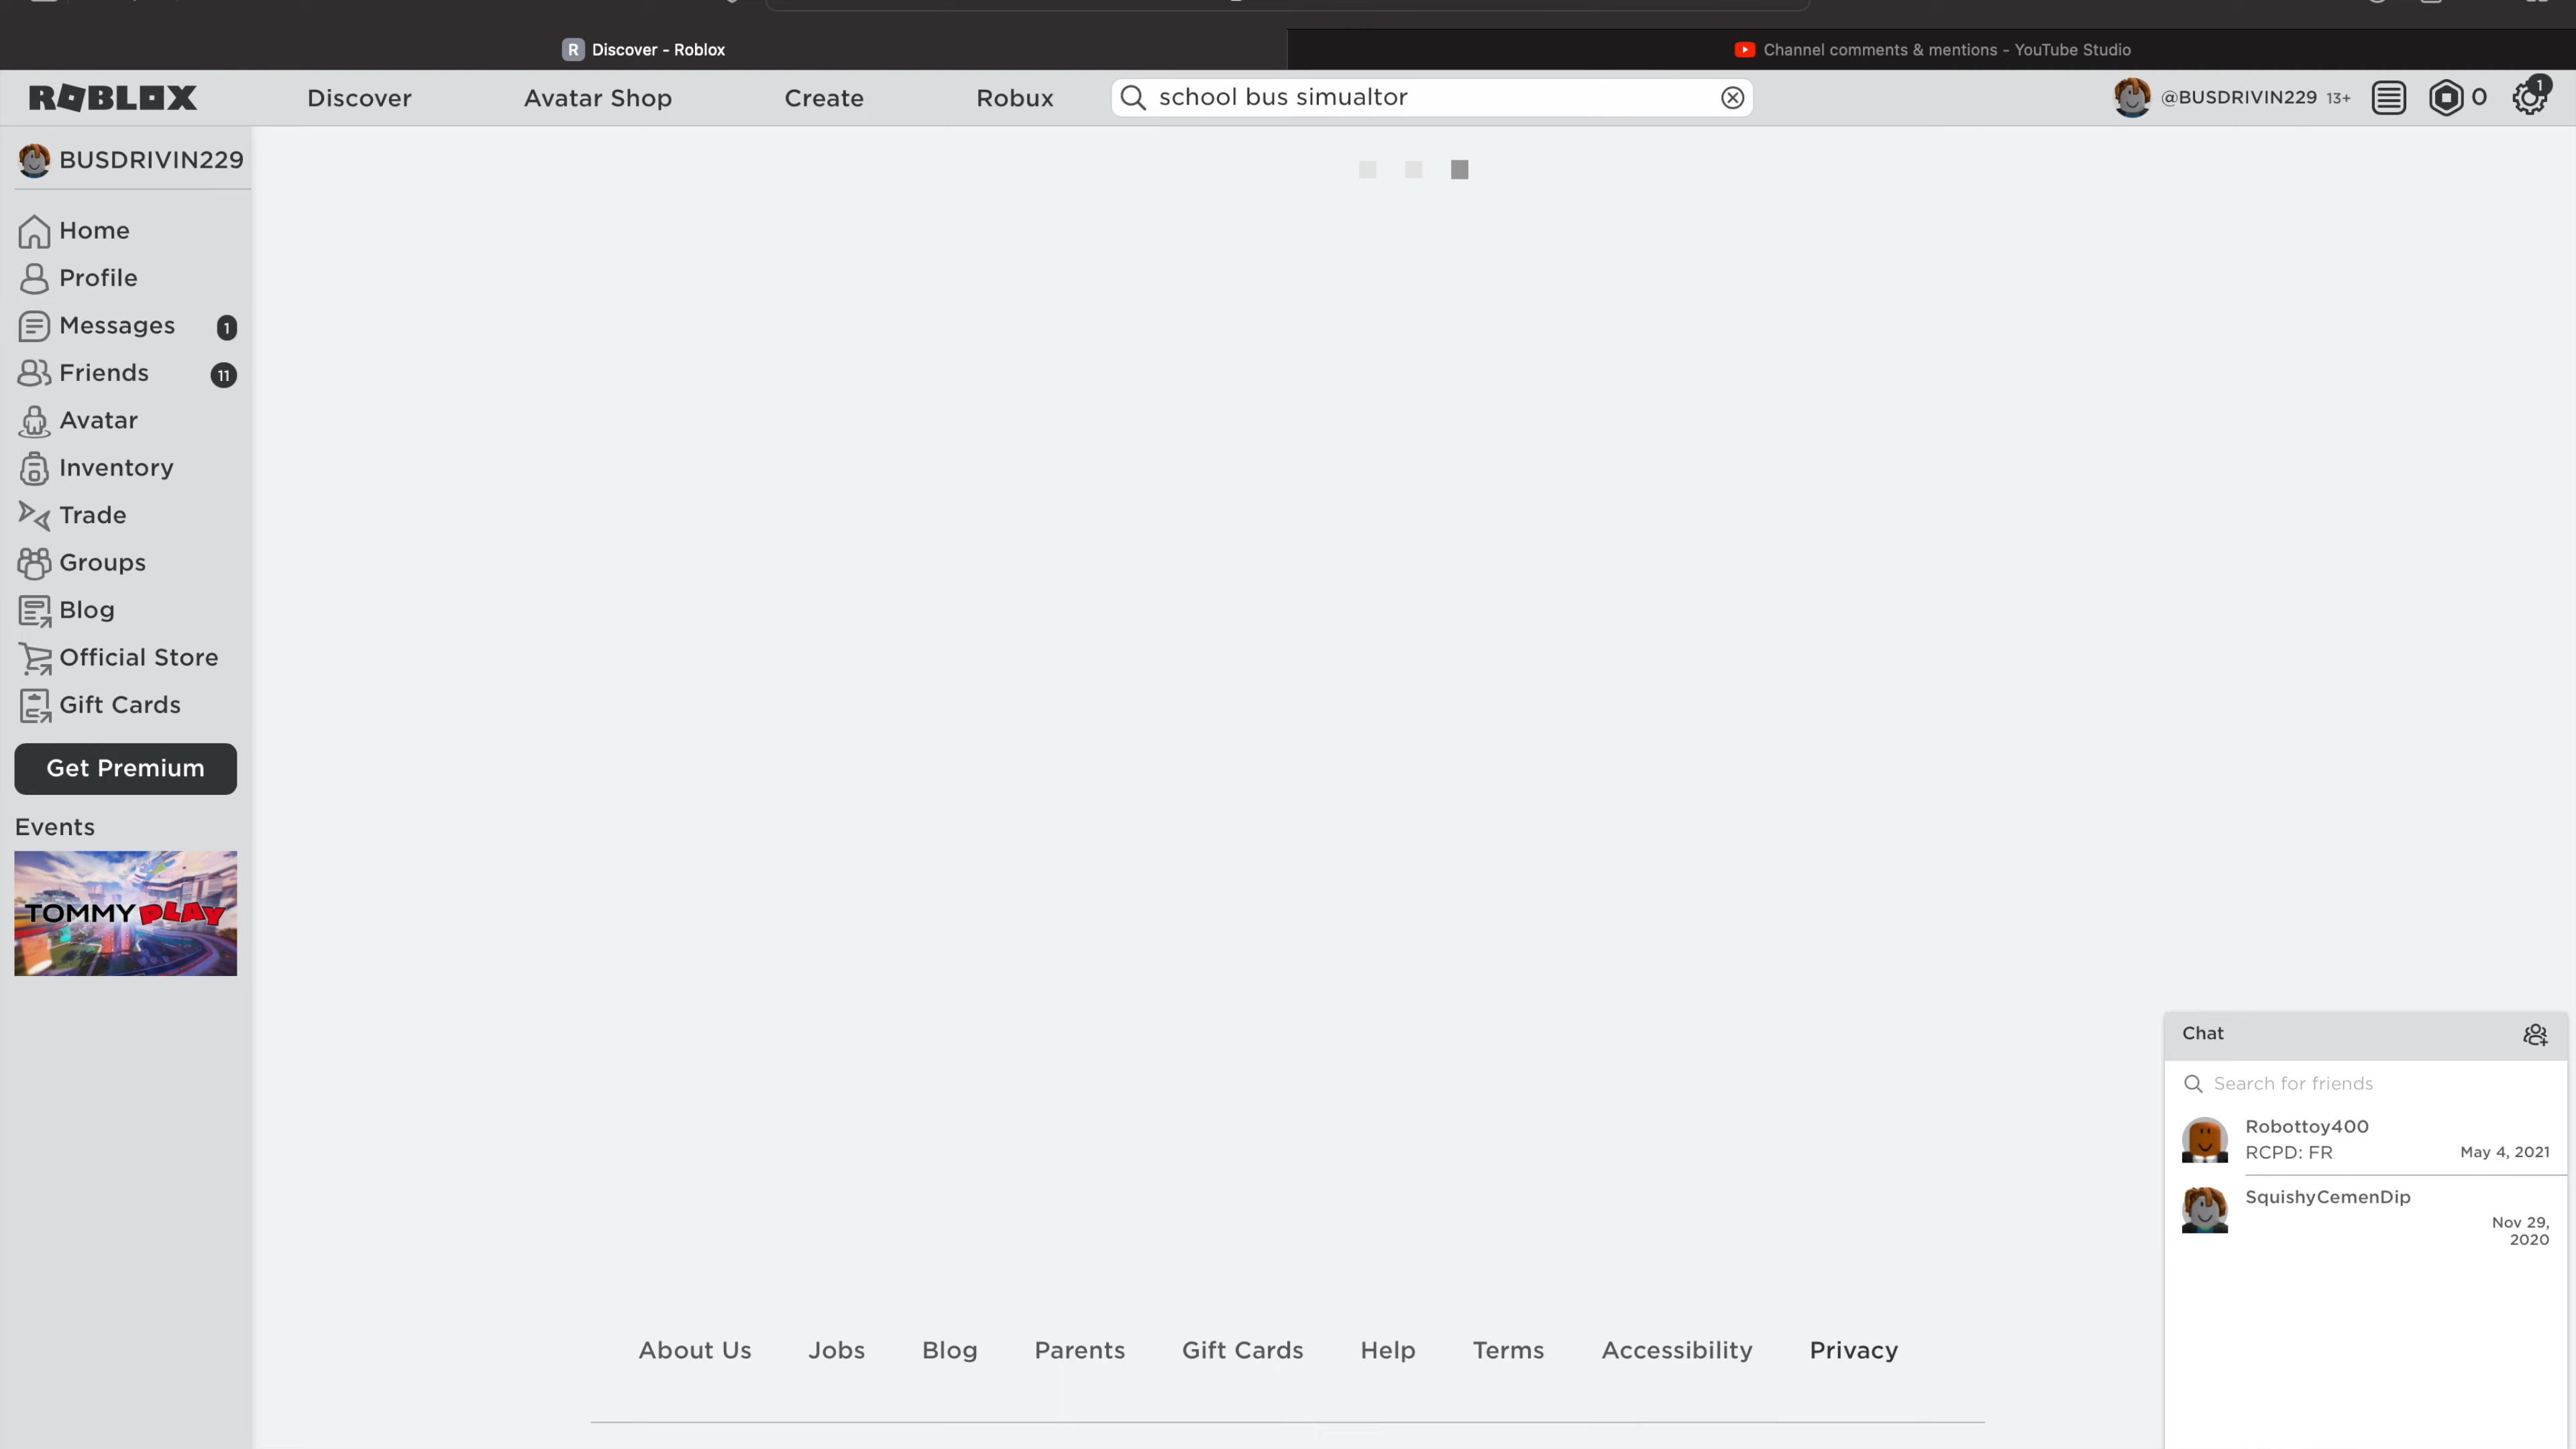 Discover - Roblox
Channel comments & mentions - YouTube Studio
ROBLOX
Discover
Avatar Shop
Create
Robux
school bus simualtor
@BUSDRIVIN229 13+
0
1
BUSDRIVIN229
Home
Profile
Messages 1
Friends 11
Avatar
Inventory
Trade
Groups
Blog
Official Store
Gift Cards
Get Premium
Events
TOMMY PLAY
Chat
Search for friends
Robottoy400
RCPD: FR May 4, 2021
SquishyCemenDip
Nov 29,
2020
About Us
Jobs
Blog
Parents
Gift Cards
Help
Terms
Accessibility
Privacy